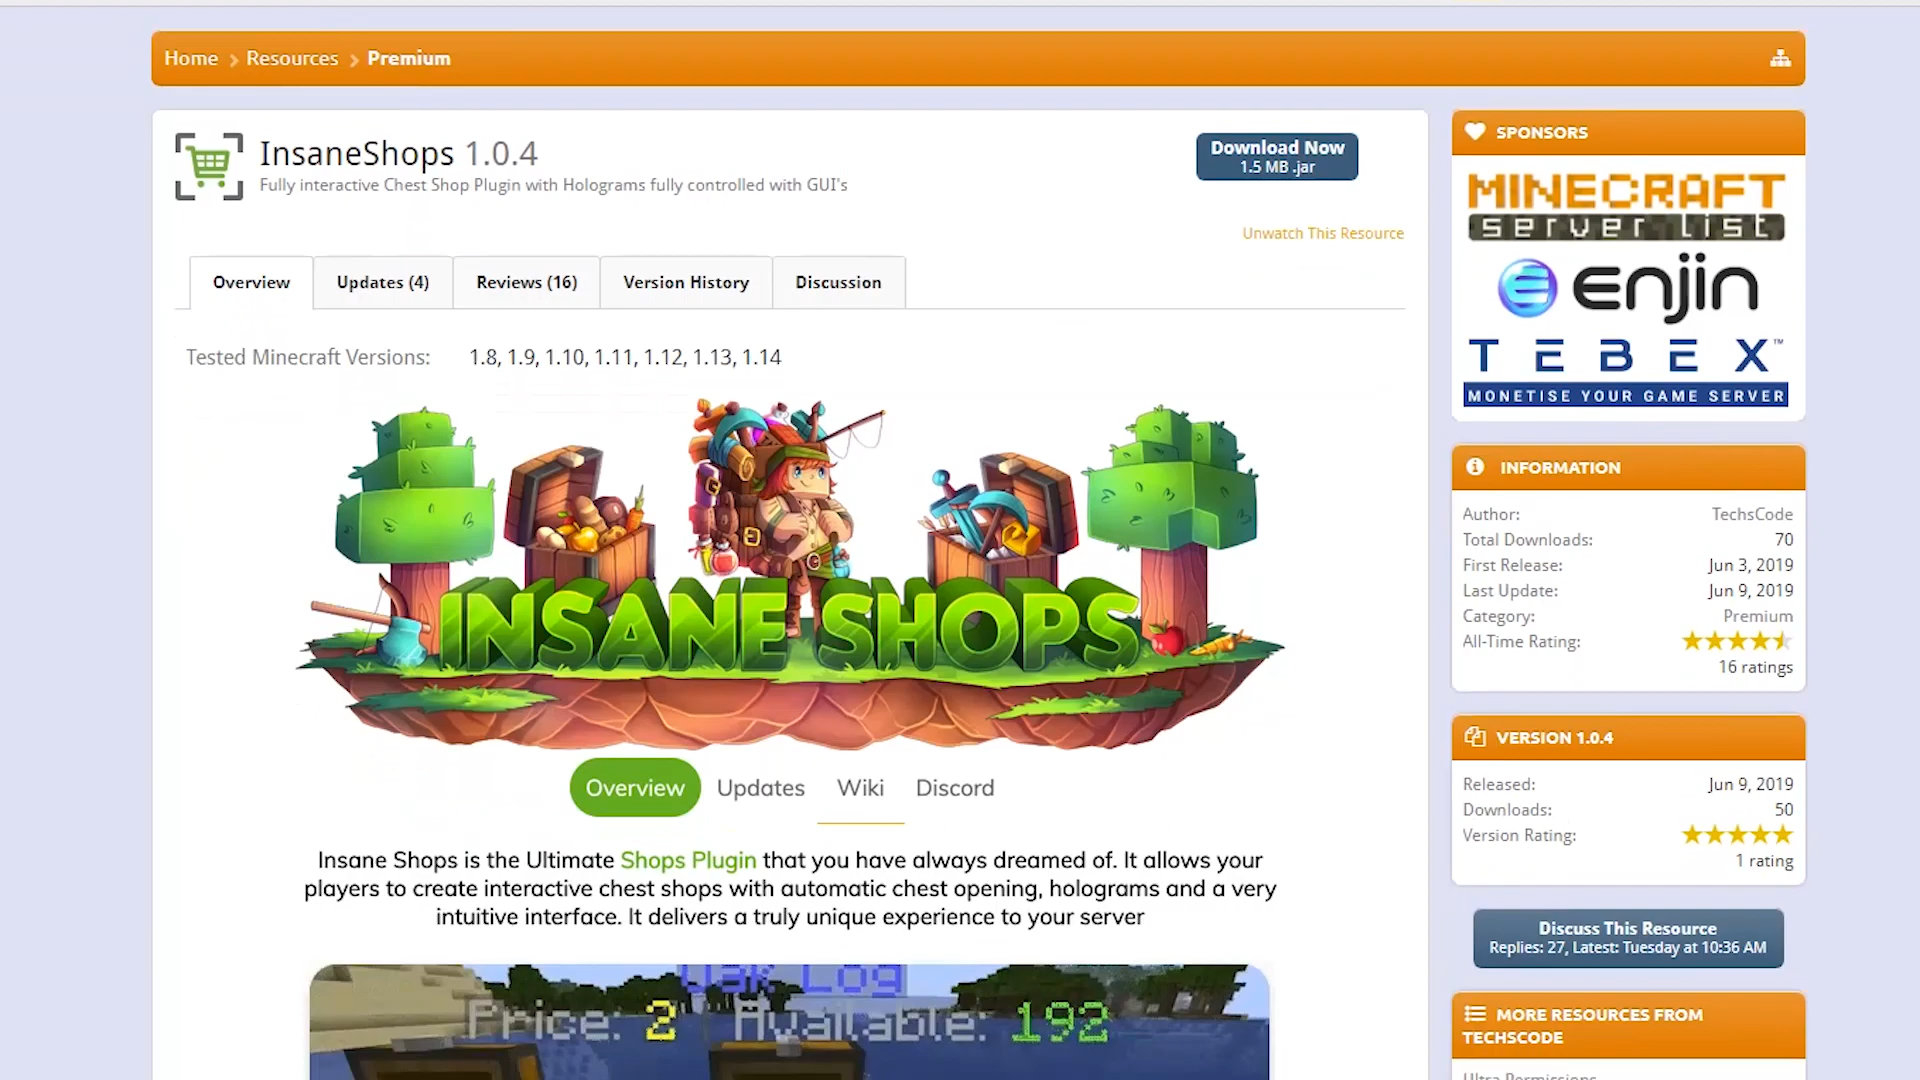 Home
Resources
Premium
InsaneShops 1.0.4
Fully interactive Chest Shop Plugin with Holograms fully controlled with GUI's
Download Now
1.5 MB .jar
Unwatch This Resource
Overview
Updates (4)
Reviews (16)
Version History
Discussion
Tested Minecraft Versions: 1.8, 1.9, 1.10, 1.11, 1.12, 1.13, 1.14
INSANE SHOPS
Overview
Updates
Wiki
Discord
Insane Shops is the Ultimate Shops Plugin that you have always dreamed of. It allows your
players to create interactive chest shops with automatic chest opening, holograms and a very
intuitive interface. It delivers a truly unique experience to your server
Oak Log
Price: 2 Available: 192
SPONSORS
MINECRAFT
server list
enjin
TEBEX™
MONETISE YOUR GAME SERVER
INFORMATION
Author: TechsCode
Total Downloads: 70
First Release: Jun 3, 2019
Last Update: Jun 9, 2019
Category: Premium
All-Time Rating:
16 ratings
VERSION 1.0.4
Released: Jun 9, 2019
Downloads: 50
Version Rating:
1 rating
Discuss This Resource
Replies: 27, Latest: Tuesday at 10:36 AM
MORE RESOURCES FROM
TECHSCODE
Ultra Permissions